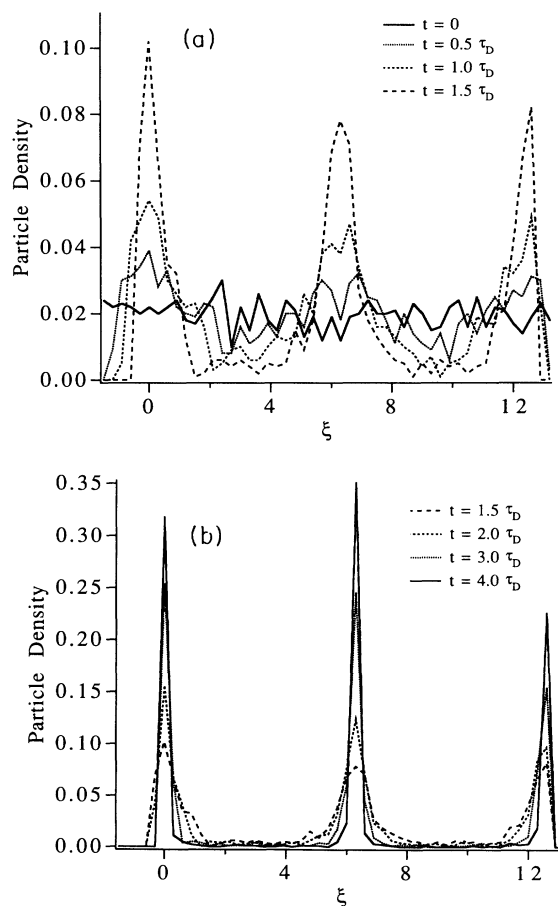 (a)
t = 0
t = 0.5 τD
t = 1.0 τD
t = 1.5 τD
Particle Density
0.10
0.08
0.06
0.04
0.02
0.00
0 4 8 12
ξ
(b)
t = 1.5 τD
t = 2.0 τD
t = 3.0 τD
t = 4.0 τD
Particle Density
0.35
0.30
0.25
0.20
0.15
0.10
0.05
0.00
0 4 8 12
ξ